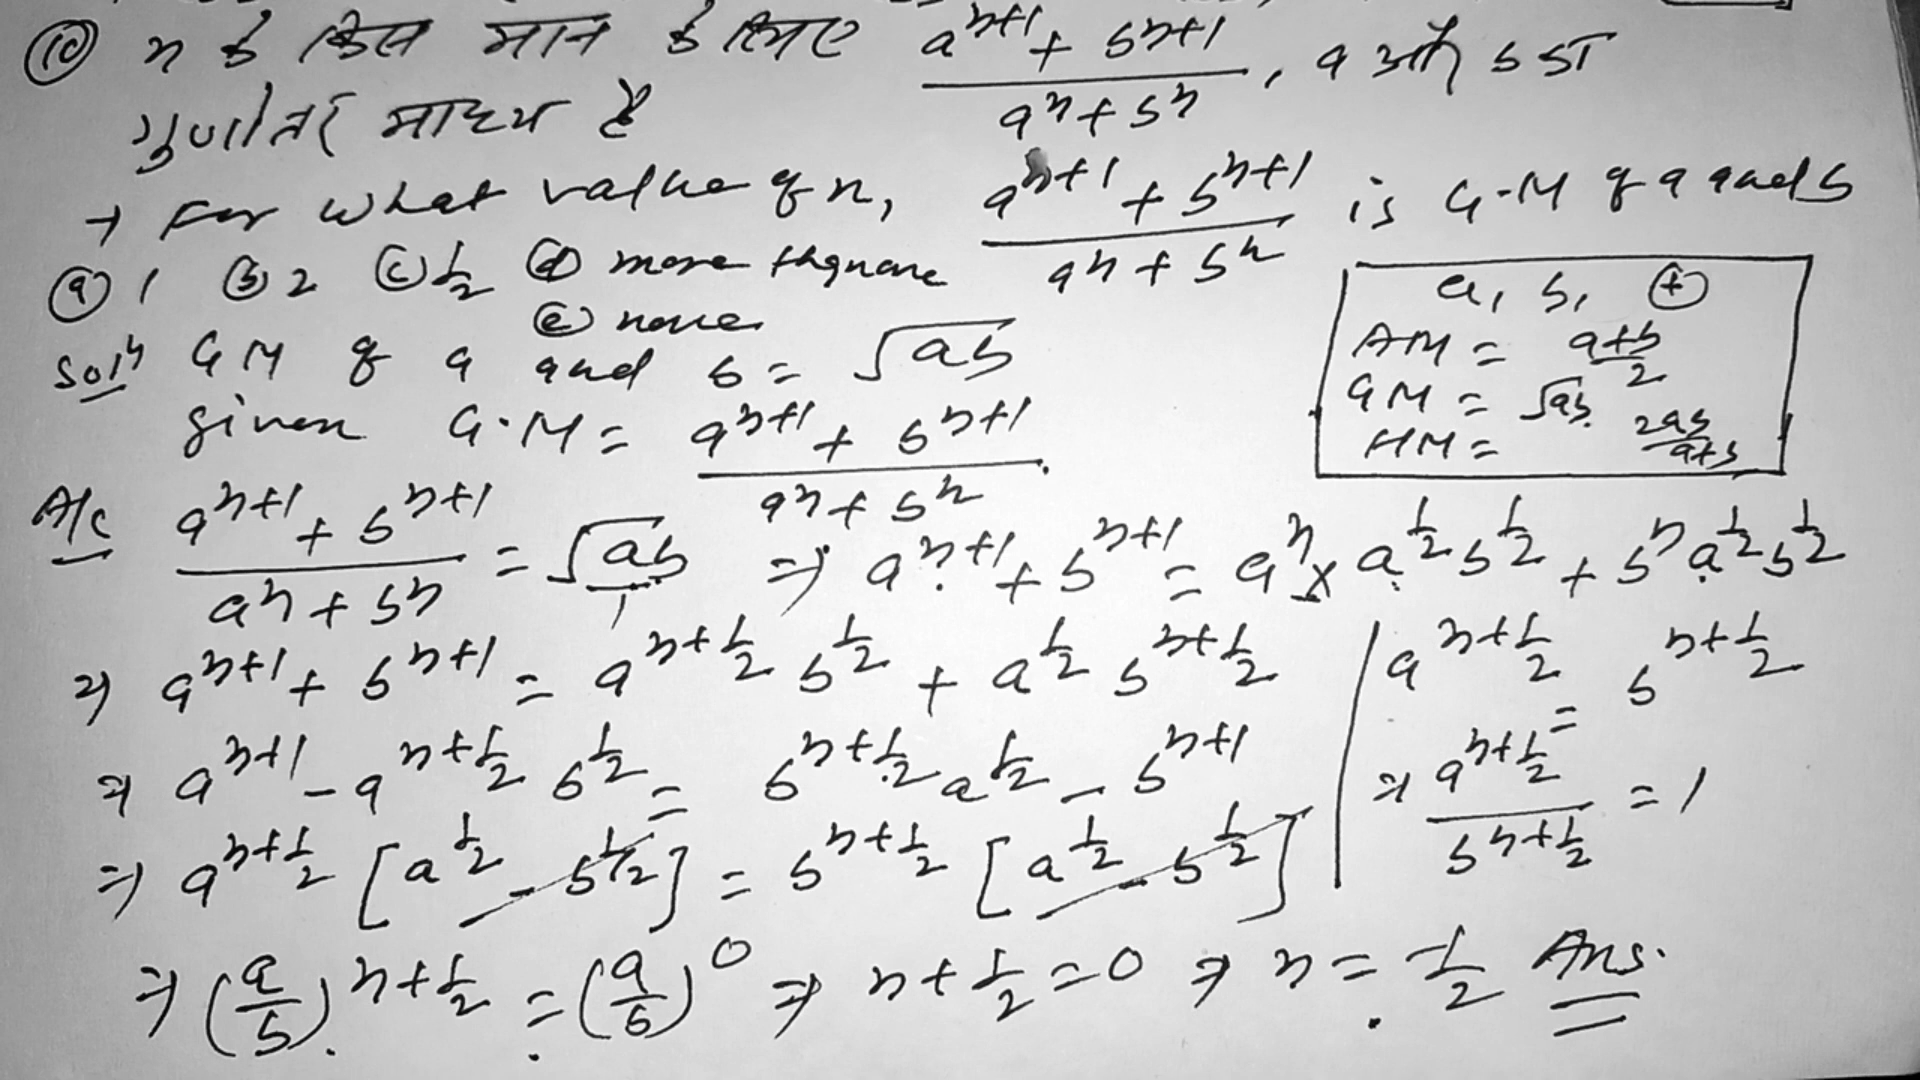 (10) n के किस मान के लिए (a^(n+1) + b^(n+1))/(a^n + b^n), a और b का
गुणोत्तर माध्य है
→ For what value of n, (a^(n+1) + b^(n+1))/(a^n + b^n) is G.M of a and b
(a) 1 (b) 2 (c) 1/2 (d) more than one
(e) none
a, b, (+)
AM = (a+b)/2
GM = √ab
HM = 2ab/(a+b)
Soln GM of a and b = √ab
given G.M = (a^(n+1) + b^(n+1))/(a^n + b^n)
A/c (a^(n+1) + b^(n+1))/(a^n + b^n) = √ab/1 ⇒ a^(n+1) + b^(n+1) = a^n × a^(1/2) b^(1/2) + b^n a^(1/2) b^(1/2)
⇒ a^(n+1) + b^(n+1) = a^(n+1/2) b^(1/2) + a^(1/2) b^(n+1/2)
⇒ a^(n+1) - a^(n+1/2) b^(1/2) = b^(n+1/2) a^(1/2) - b^(n+1)
⇒ a^(n+1/2) [a^(1/2) - b^(1/2)] = b^(n+1/2) [a^(1/2) - b^(1/2)]
a^(n+1/2) = b^(n+1/2)
⇒ a^(n+1/2)/b^(n+1/2) = 1
⇒ (a/b)^(n+1/2) = (a/b)^0 ⇒ n + 1/2 = 0 ⇒ n = -1/2 Ans.